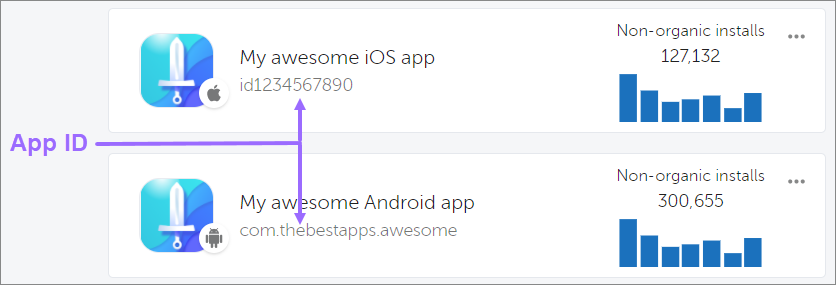 My awesome iOS app
id1234567890
Non-organic installs
127,132
App ID
My awesome Android app
com.thebestapps.awesome
Non-organic installs
300,655